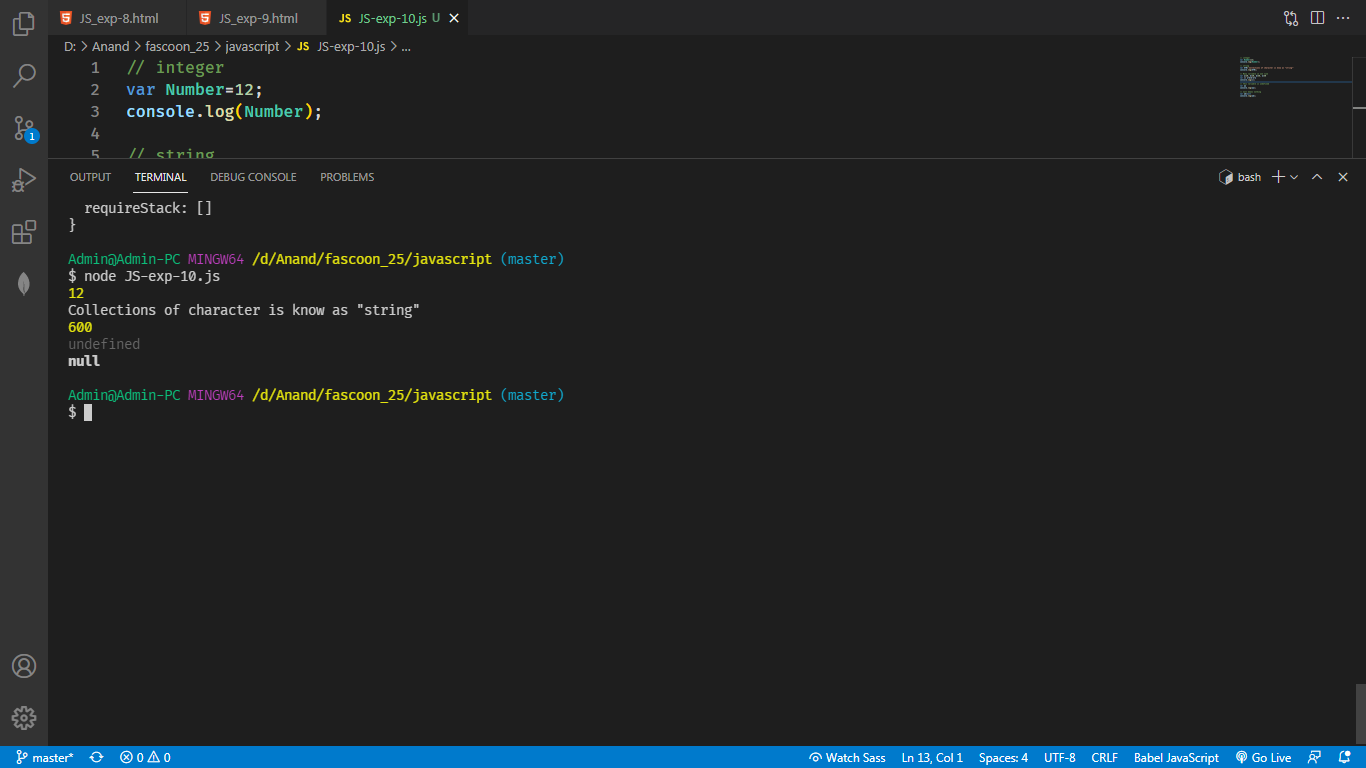 JS_exp-8.html JS_exp-9.html JS JS-exp-10.js U
D: > Anand > fascoon_25 > javascript > JS JS-exp-10.js > ...
1 // integer
2 var Number=12;
3 console.log(Number);
4
5 // string
OUTPUT TERMINAL DEBUG CONSOLE PROBLEMS bash
requireStack: []
}
Admin@Admin-PC MINGW64 /d/Anand/fascoon_25/javascript (master)
$ node JS-exp-10.js
12
Collections of character is know as "string"
600
undefined
null
Admin@Admin-PC MINGW64 /d/Anand/fascoon_25/javascript (master)
$
1
master* 0 0 Watch Sass Ln 13, Col 1 Spaces: 4 UTF-8 CRLF Babel JavaScript Go Live